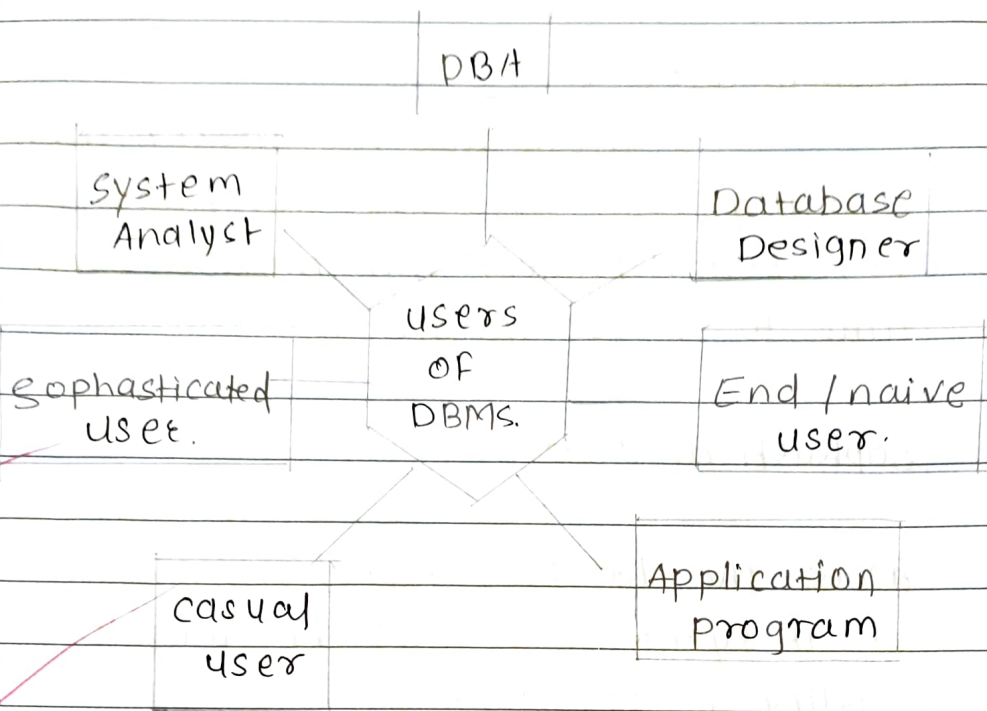 DBA
System
Analyst
Database
Designer
users
OF
DBMS.
sophasticated
user.
End / naive
user.
casual
user
Application
program